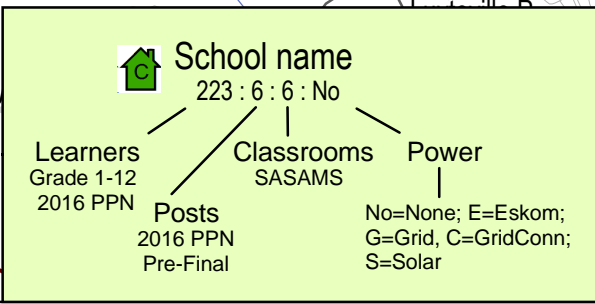 C
School name
223 : 6 : 6 : No
Learners
Grade 1-12
2016 PPN
Posts
2016 PPN
Pre-Final
Classrooms
SASAMS
Power
No=None; E=Eskom;
G=Grid, C=GridConn;
S=Solar